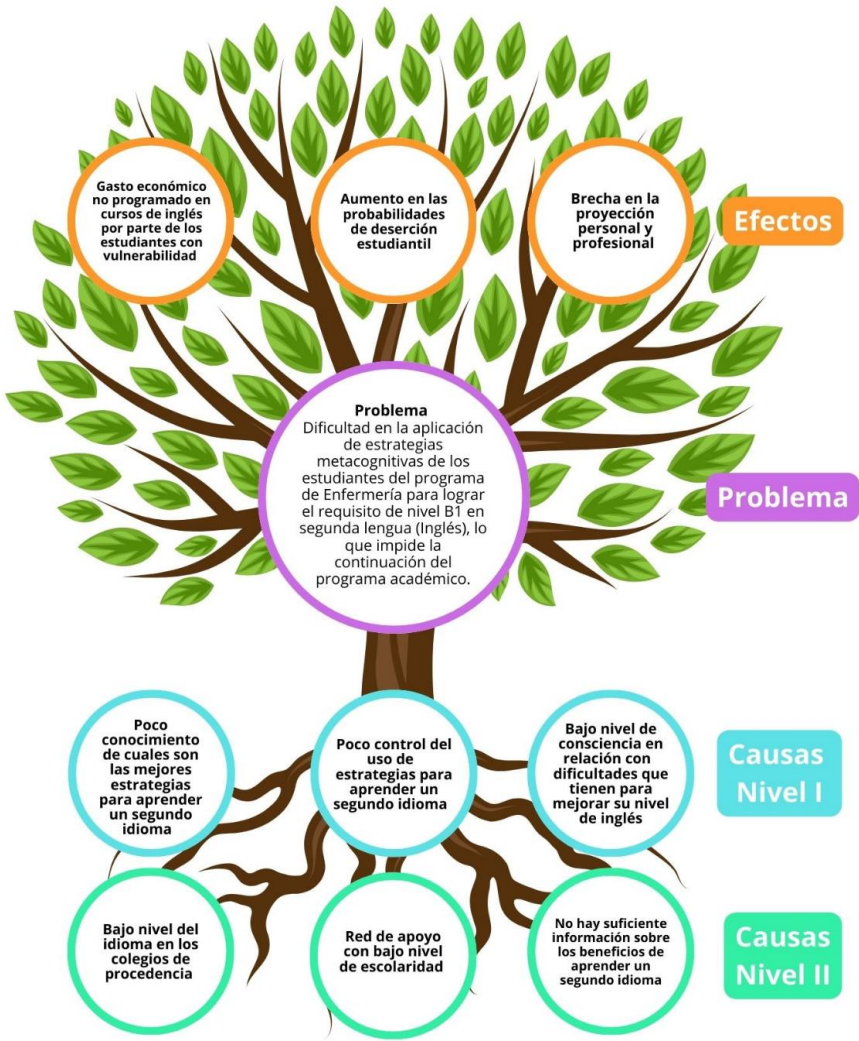 Gasto económico
no programado en
cursos de inglés
por parte de los
estudiantes con
vulnerabilidad
Aumento en las
probabilidades
de deserción
estudiantil
Brecha en la
proyección
personal y
profesional
Efectos
Problema
Dificultad en la aplicación
de estrategias
metacognitivas de los
estudiantes del programa
de Enfermería para lograr
el requisito de nivel B1 en
segunda lengua (Inglés), lo
que impide la
continuación del
programa académico.
Problema
Poco
conocimiento
de cuales son
las mejores
estrategias
para aprender
un segundo
idioma
Poco control del
uso de
estrategias para
aprender un
segundo idioma
Bajo nivel de
consciencia en
relación con
dificultades que
tienen para
mejorar su nivel
de inglés
Causas
Nivel I
Bajo nivel del
idioma en los
colegios de
procedencia
Red de apoyo
con bajo nivel
de escolaridad
No hay suficiente
información sobre
los beneficios de
aprender un
segundo idioma
Causas
Nivel II